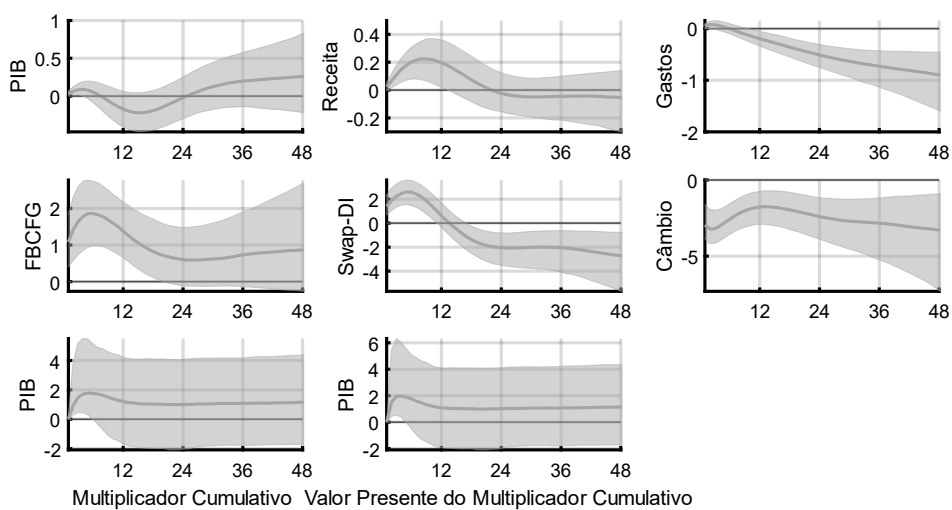 PIB
1
0.5
0
12 24 36 48
Receita
0.4
0.2
0
-0.2
12 24 36 48
Gastos
0
-1
-2
12 24 36 48
FBCFG
2
1
0
12 24 36 48
Swap-DI
2
0
-2
-4
12 24 36 48
Câmbio
0
-5
12 24 36 48
PIB
4
2
0
-2
12 24 36 48
Multiplicador Cumulativo
PIB
6
4
2
0
-2
12 24 36 48
Valor Presente do Multiplicador Cumulativo